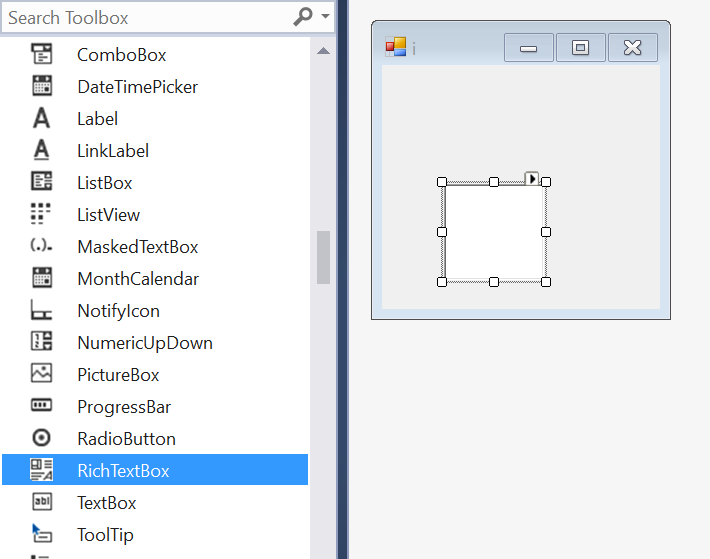 Search Toolbox
ComboBox
DateTimePicker
Label
LinkLabel
ListBox
ListView
MaskedTextBox
MonthCalendar
NotifyIcon
NumericUpDown
PictureBox
ProgressBar
RadioButton
RichTextBox
TextBox
ToolTip
i